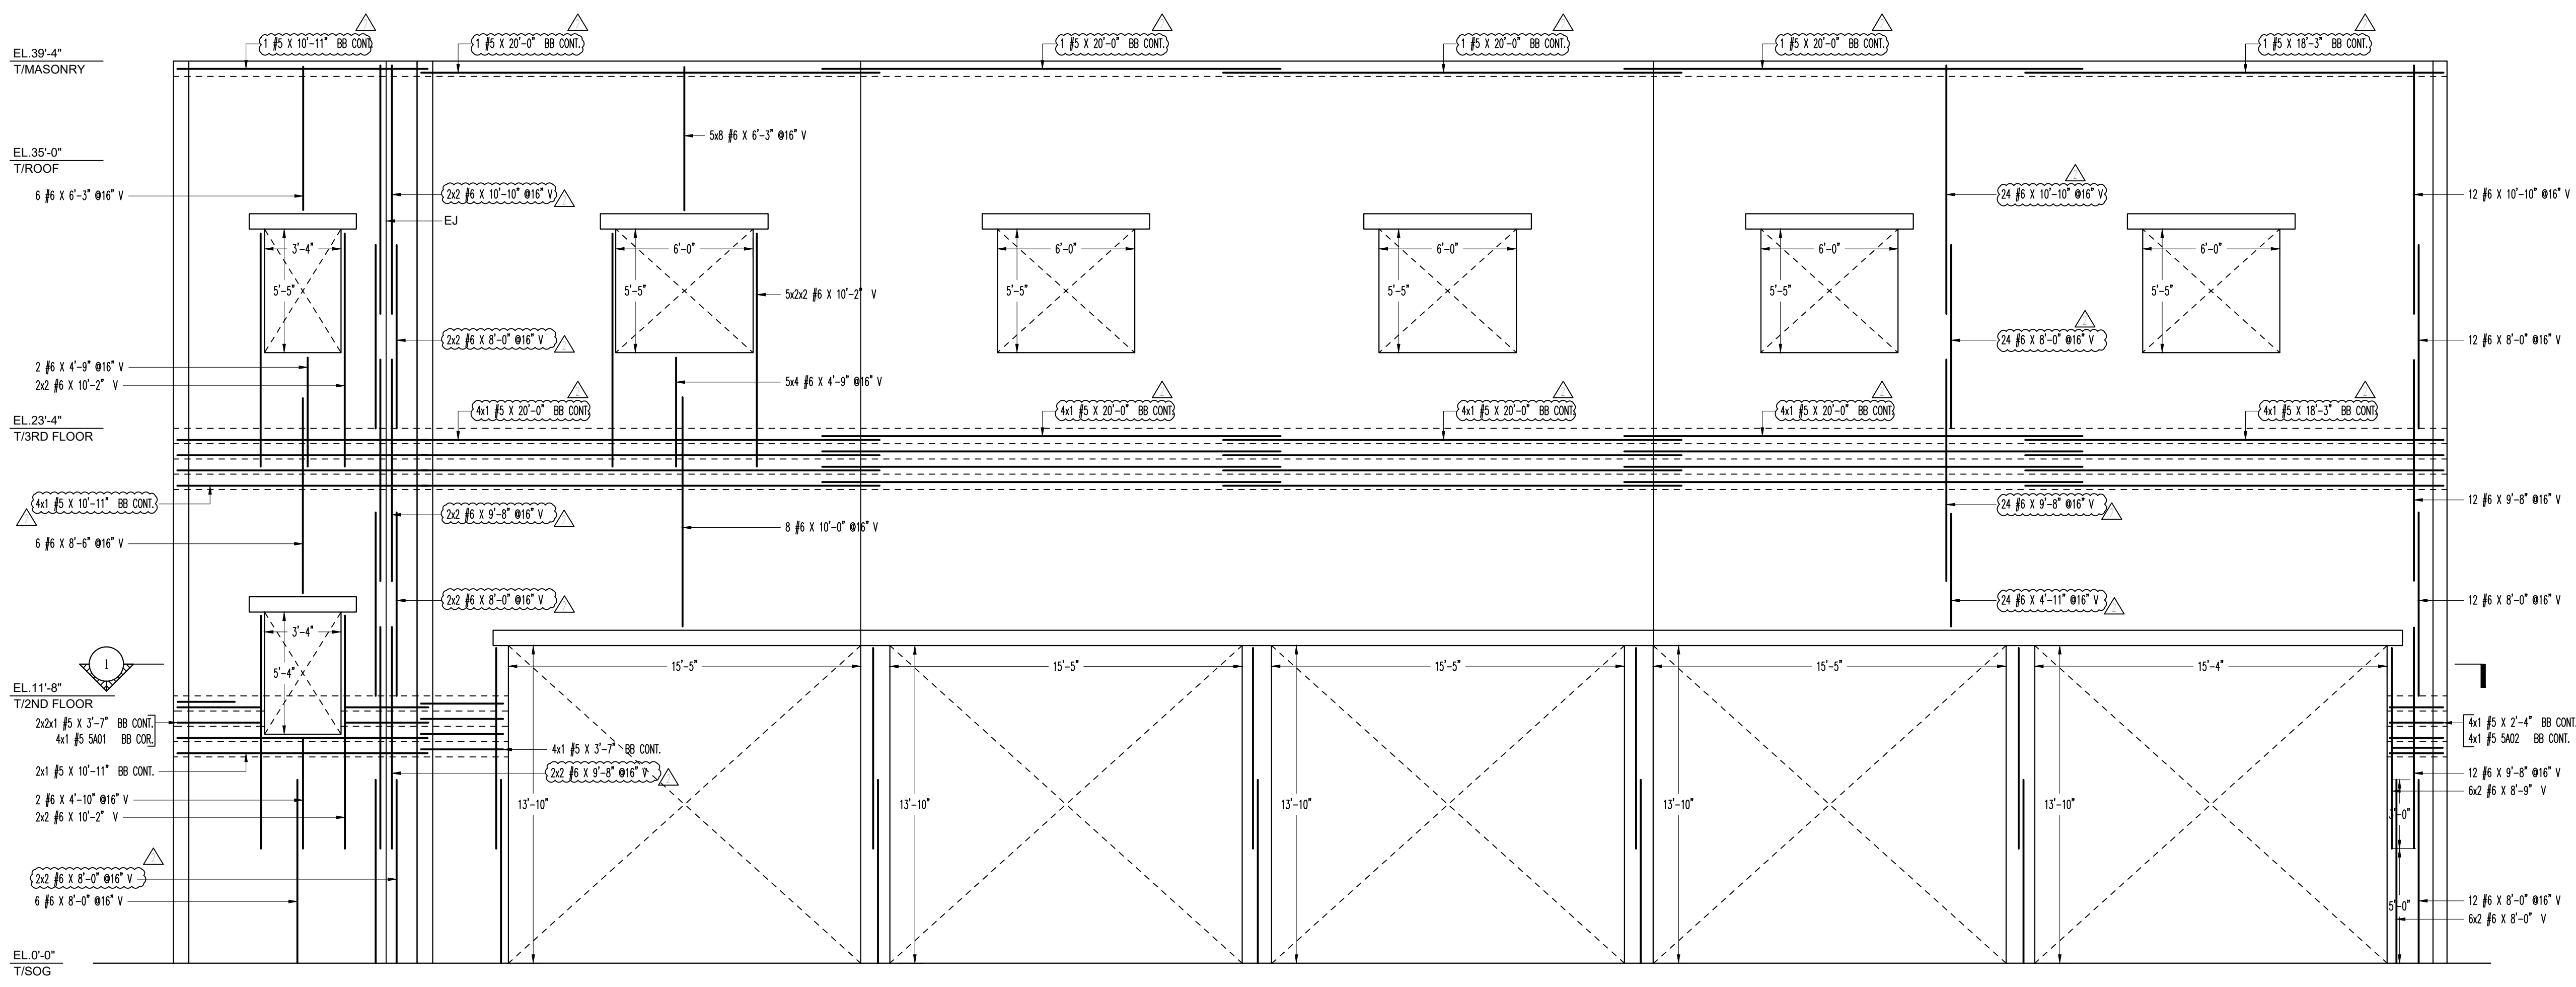 1 #5 X 10'-11" BB CONT.
1 #5 X 20'-0" BB CONT.
1 #5 X 20'-0" BB CONT.
1 #5 X 20'-0" BB CONT.
1 #5 X 20'-0" BB CONT.
1 #5 X 18'-3" BB CONT.
EL.39'-4"
T/MASONRY
5x8 #6 X 6'-3" @16" V
EL.35'-0"
T/ROOF
6 #6 X 6'-3" @16" V
2x2 #6 X 10'-10" @16" V
24 #6 X 10'-10" @16" V
12 #6 X 10'-10" @16" V
EJ
3'-4"
6'-0"
6'-0"
6'-0"
6'-0"
6'-0"
5'-5"
5'-5"
5'-5"
5'-5"
5'-5"
5'-5"
5x2x2 #6 X 10'-2" V
2x2 #6 X 8'-0" @16" V
24 #6 X 8'-0" @16" V
12 #6 X 8'-0" @16" V
2 #6 X 4'-9" @16" V
2x2 #6 X 10'-2" V
5x4 #6 X 4'-9" @16" V
4x1 #5 X 20'-0" BB CONT.
4x1 #5 X 20'-0" BB CONT.
4x1 #5 X 20'-0" BB CONT.
4x1 #5 X 20'-0" BB CONT.
4x1 #5 X 18'-3" BB CONT.
EL.23'-4"
T/3RD FLOOR
4x1 #5 X 10'-11" BB CONT.
2x2 #6 X 9'-8" @16" V
24 #6 X 9'-8" @16" V
12 #6 X 9'-8" @16" V
8 #6 X 10'-0" @16" V
6 #6 X 8'-6" @16" V
2x2 #6 X 8'-0" @16" V
24 #6 X 4'-11" @16" V
12 #6 X 8'-0" @16" V
3'-4"
5'-4"
1
15'-5"
15'-5"
15'-5"
15'-5"
15'-4"
EL.11'-8"
T/2ND FLOOR
2x2x1 #5 X 3'-7" BB CONT.
4x1 #5 5A01 BB COR.
4x1 #5 X 2'-4" BB CONT.
4x1 #5 5A02 BB CONT.
4x1 #5 X 3'-7" BB CONT.
2x1 #5 X 10'-11" BB CONT.
2x2 #6 X 9'-8" @16" V
12 #6 X 9'-8" @16" V
6x2 #6 X 8'-9" V
2 #6 X 4'-10" @16" V
2x2 #6 X 10'-2" V
13'-10"
13'-10"
13'-10"
13'-10"
13'-10"
3'-0"
2x2 #6 X 8'-0" @16" V
6 #6 X 8'-0" @16" V
12 #6 X 8'-0" @16" V
5'-0"
6x2 #6 X 8'-0" V
EL.0'-0"
T/SOG